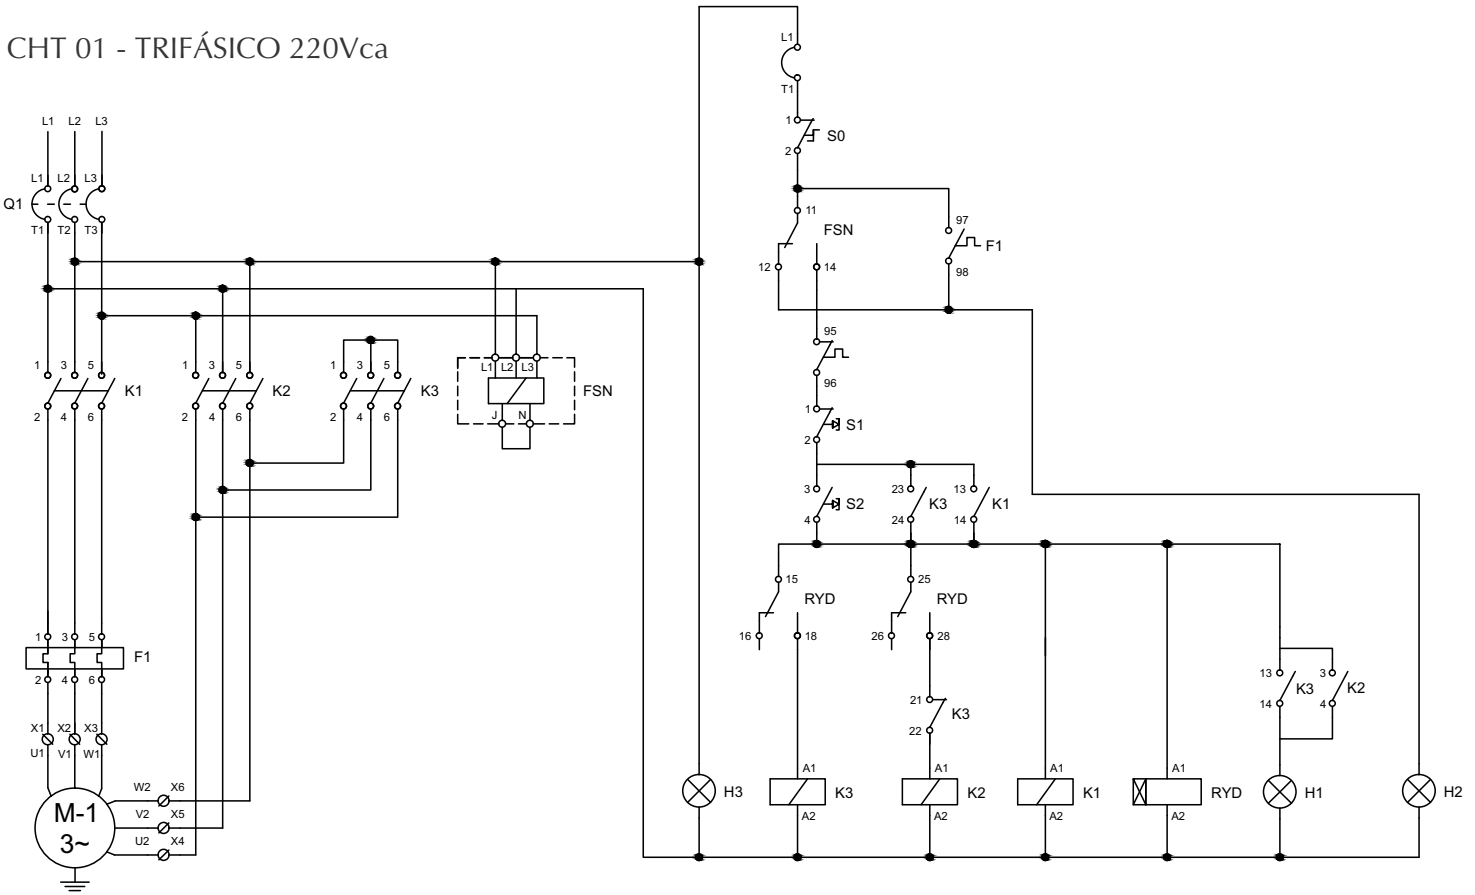 CHT 01 - TRIFÁSICO 220Vca
L1 L2 L3
L1 L2 L3
Q1
T1 T2 T3
1 3 5
K1
2 4 6
1 3 5
K2
2 4 6
1 3 5
K3
2 4 6
L1 L2 L3
FSN
J N
1 3 5
F1
2 4 6
X1 X2 X3
U1 V1 W1
M-1
3~
W2 X6
V2 X5
U2 X4
L1
T1
1
S0
2
11
FSN
12 14
97
F1
98
95
96
1
S1
2
3
S2
4
23
K3
24
13
K1
14
15
RYD
16 18
25
RYD
26 28
21
K3
22
13
K3
14
3
K2
4
H3
A1
K3
A2
A1
K2
A2
A1
K1
A2
A1
RYD
A2
H1
H2